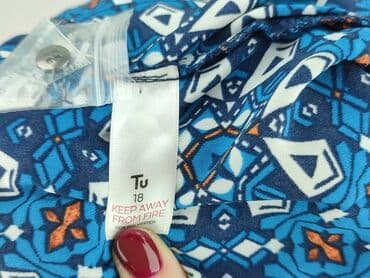 Tu
18
KEEP AWAY
FROM FIRE